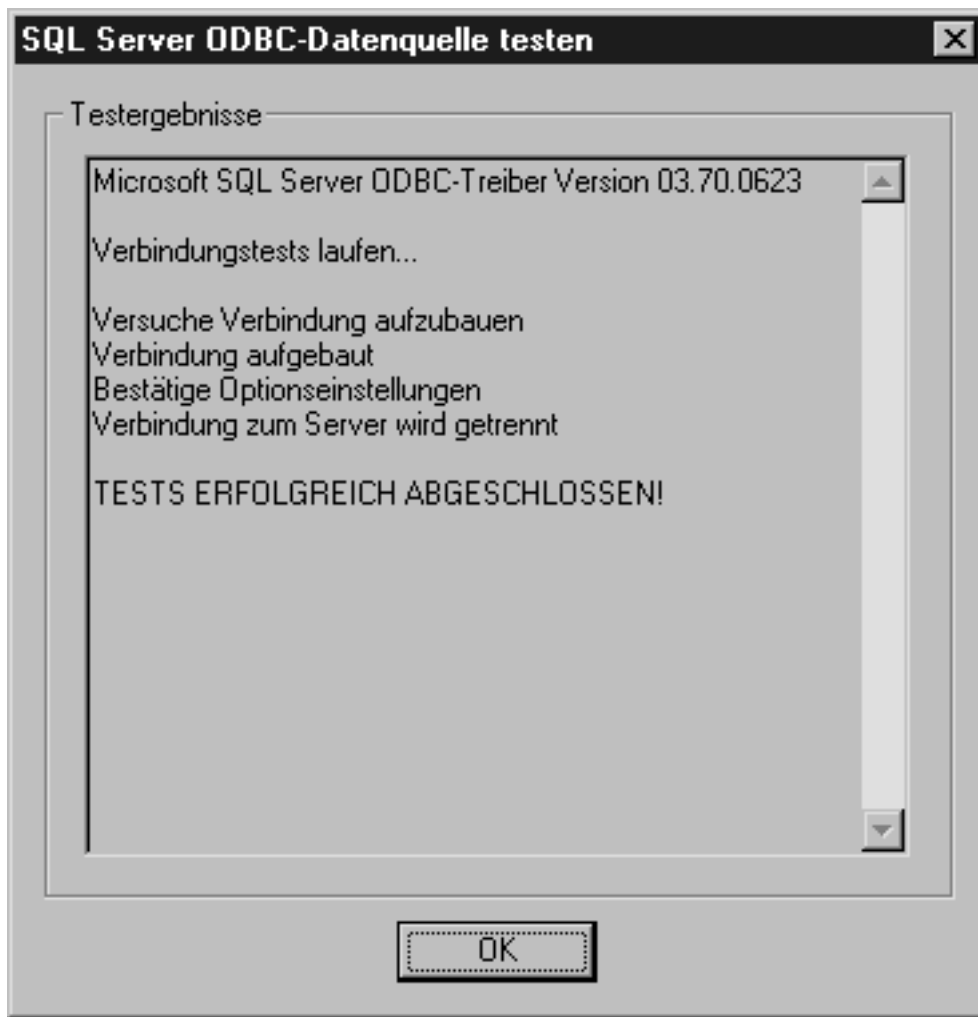 SQL Server ODBC-Datenquelle testen
Testergebnisse
Microsoft SQL Server ODBC-Treiber Version 03.70.0623
Verbindungstests laufen...
Versuche Verbindung aufzubauen
Verbindung aufgebaut
Bestätige Optionseinstellungen
Verbindung zum Server wird getrennt
TESTS ERFOLGREICH ABGESCHLOSSEN!
OK